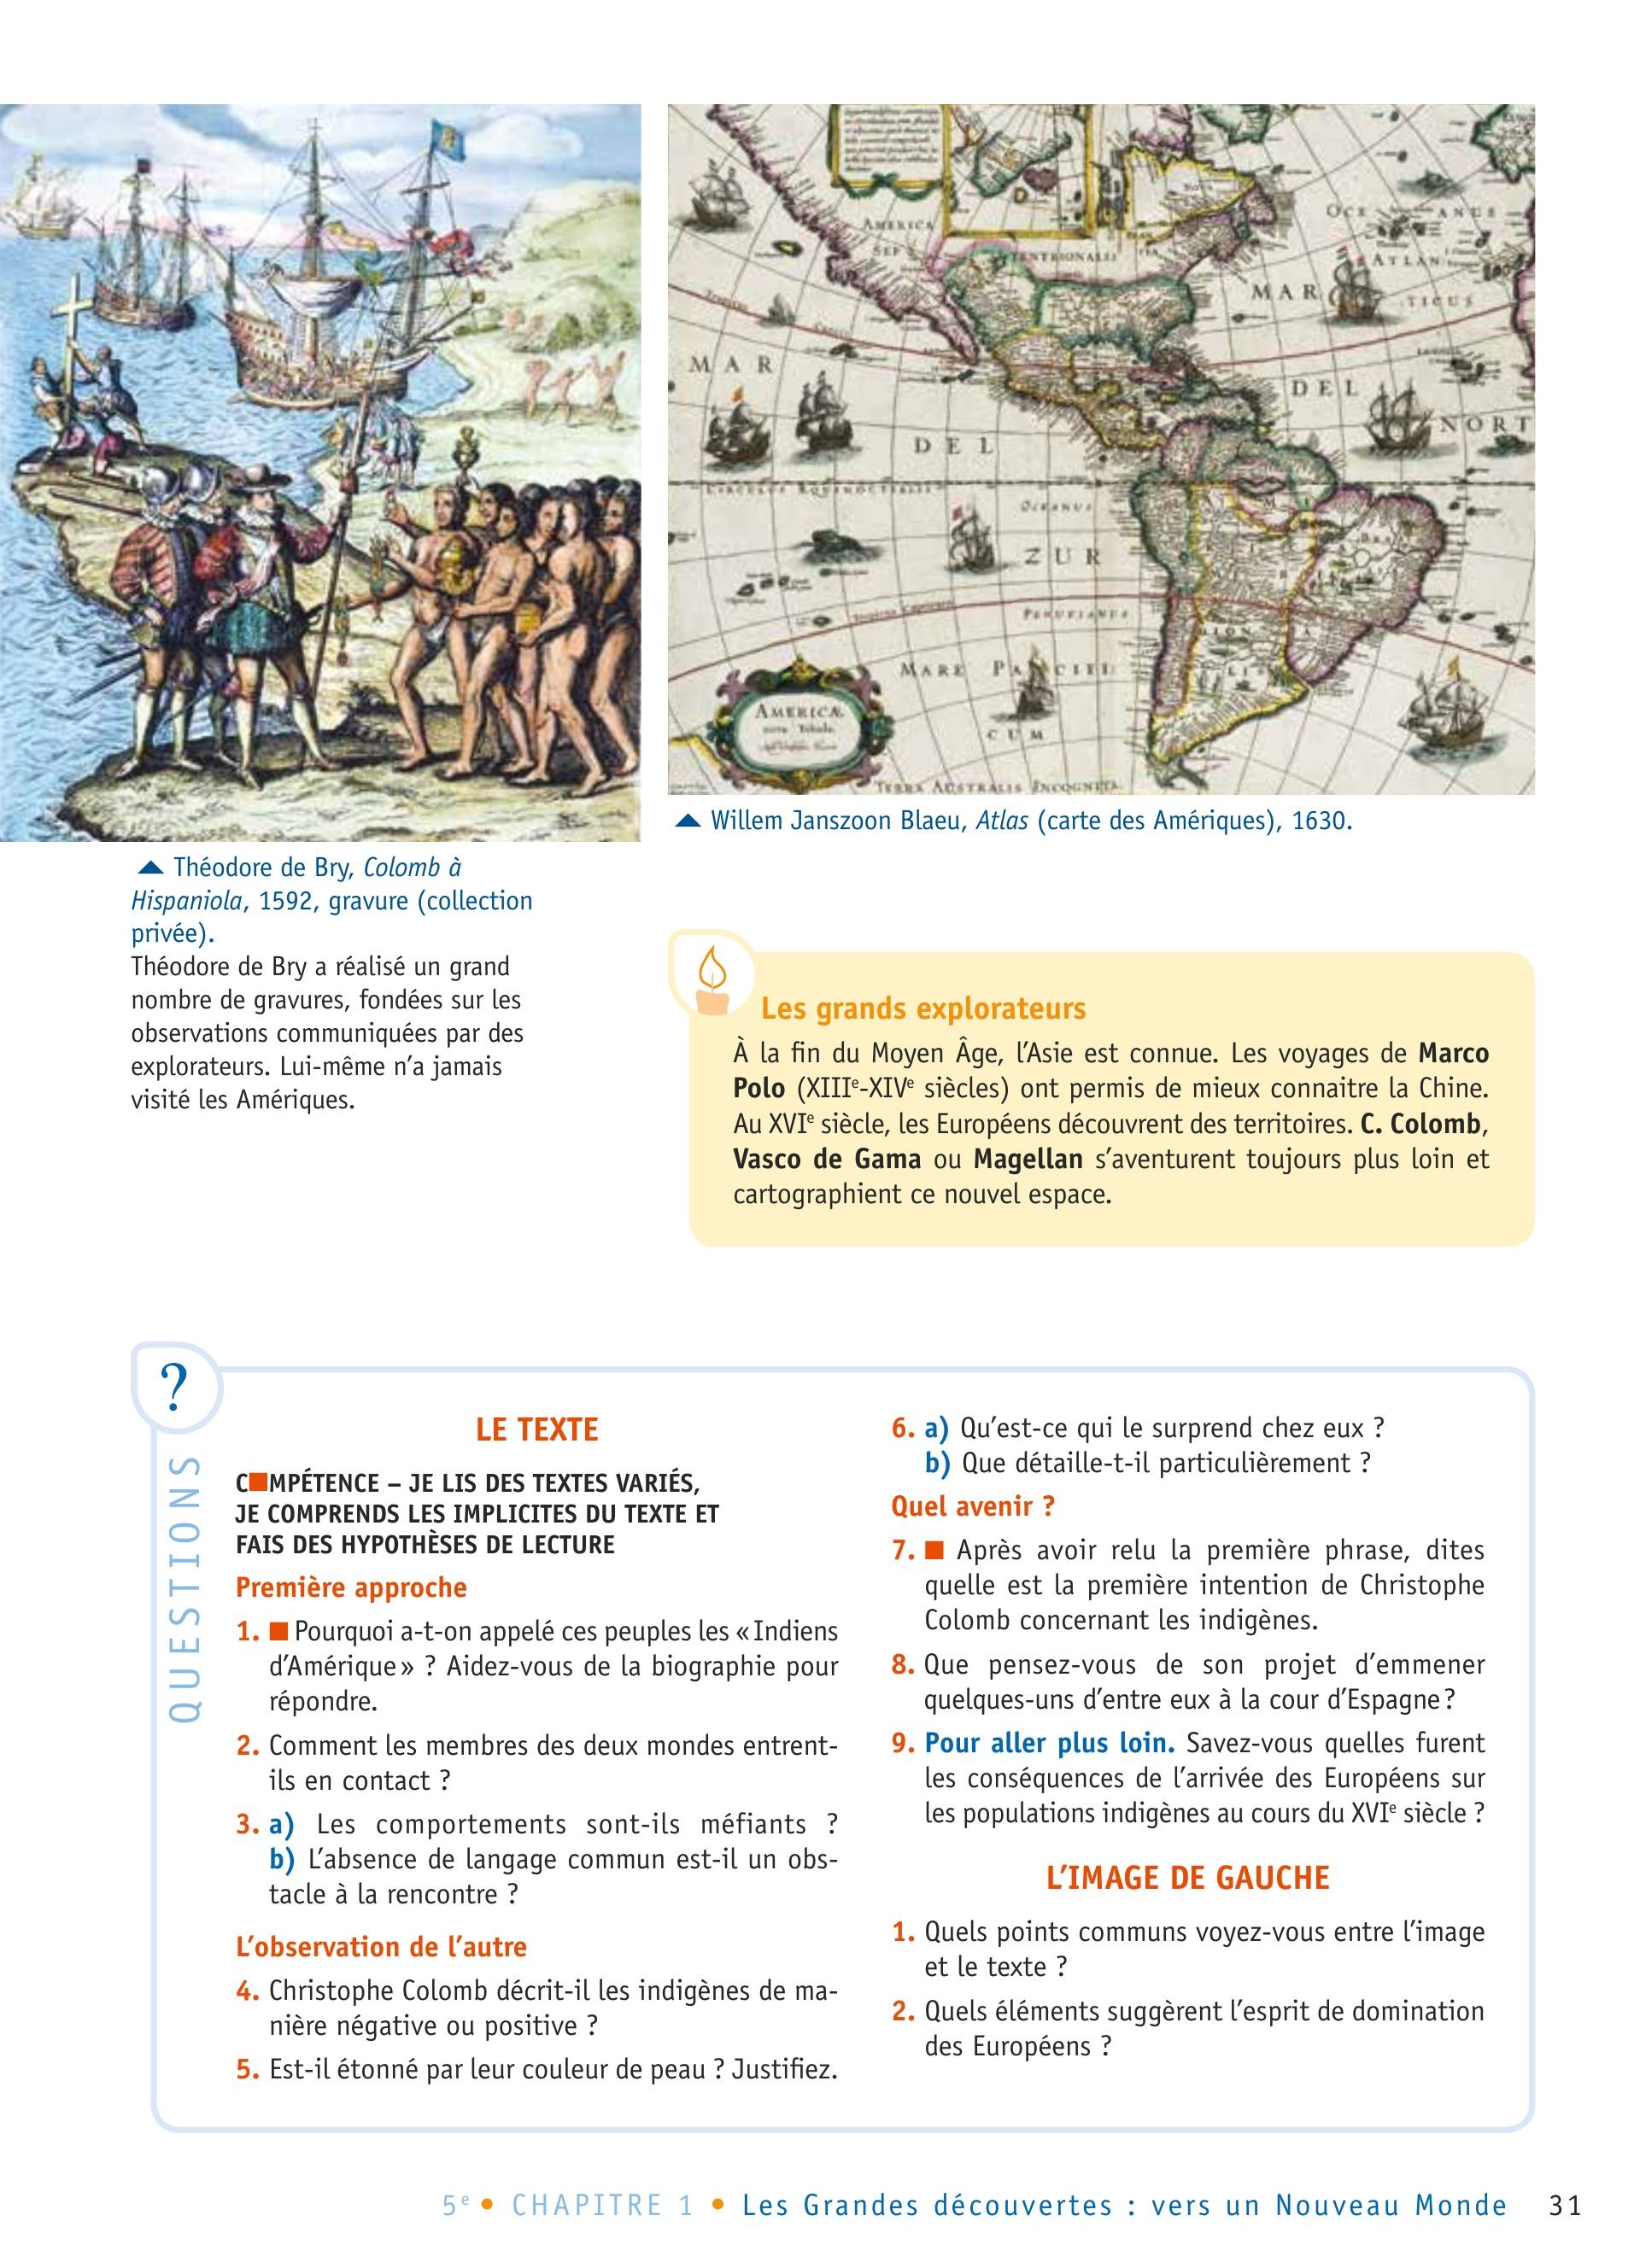 AMERICA
SEPTENTRIONALIS
MAR
DEL
ZUR
MAR
DEL
NORT
OCEANUS
ATLANTICUS
OCEANUS
PERUVIANUS
MARE PACIFICUM
AMERICÆ
nova Tabula.
TERRA AUSTRALIS INCOGNITA
▲ Willem Janszoon Blaeu, Atlas (carte des Amériques), 1630.
▲ Théodore de Bry, Colomb à
Hispaniola, 1592, gravure (collection
privée).
Théodore de Bry a réalisé un grand
nombre de gravures, fondées sur les
observations communiquées par des
explorateurs. Lui-même n’a jamais
visité les Amériques.
Les grands explorateurs
À la fin du Moyen Âge, l’Asie est connue. Les voyages de Marco
Polo (XIIIe-XIVe siècles) ont permis de mieux connaitre la Chine.
Au XVIe siècle, les Européens découvrent des territoires. C. Colomb,
Vasco de Gama ou Magellan s’aventurent toujours plus loin et
cartographient ce nouvel espace.
?
QUESTIONS
LE TEXTE
C■MPÉTENCE – JE LIS DES TEXTES VARIÉS,
JE COMPRENDS LES IMPLICITES DU TEXTE ET
FAIS DES HYPOTHÈSES DE LECTURE
Première approche
1. ■ Pourquoi a-t-on appelé ces peuples les « Indiens
d’Amérique » ? Aidez-vous de la biographie pour
répondre.
2. Comment les membres des deux mondes entrent-
ils en contact ?
3. a) Les comportements sont-ils méfiants ?
b) L’absence de langage commun est-il un obs-
tacle à la rencontre ?
L’observation de l’autre
4. Christophe Colomb décrit-il les indigènes de ma-
nière négative ou positive ?
5. Est-il étonné par leur couleur de peau ? Justifiez.
6. a) Qu’est-ce qui le surprend chez eux ?
b) Que détaille-t-il particulièrement ?
Quel avenir ?
7. ■ Après avoir relu la première phrase, dites
quelle est la première intention de Christophe
Colomb concernant les indigènes.
8. Que pensez-vous de son projet d’emmener
quelques-uns d’entre eux à la cour d’Espagne ?
9. Pour aller plus loin. Savez-vous quelles furent
les conséquences de l’arrivée des Européens sur
les populations indigènes au cours du XVIe siècle ?
L’IMAGE DE GAUCHE
1. Quels points communs voyez-vous entre l’image
et le texte ?
2. Quels éléments suggèrent l’esprit de domination
des Européens ?
5e • CHAPITRE 1 • Les Grandes découvertes : vers un Nouveau Monde 31